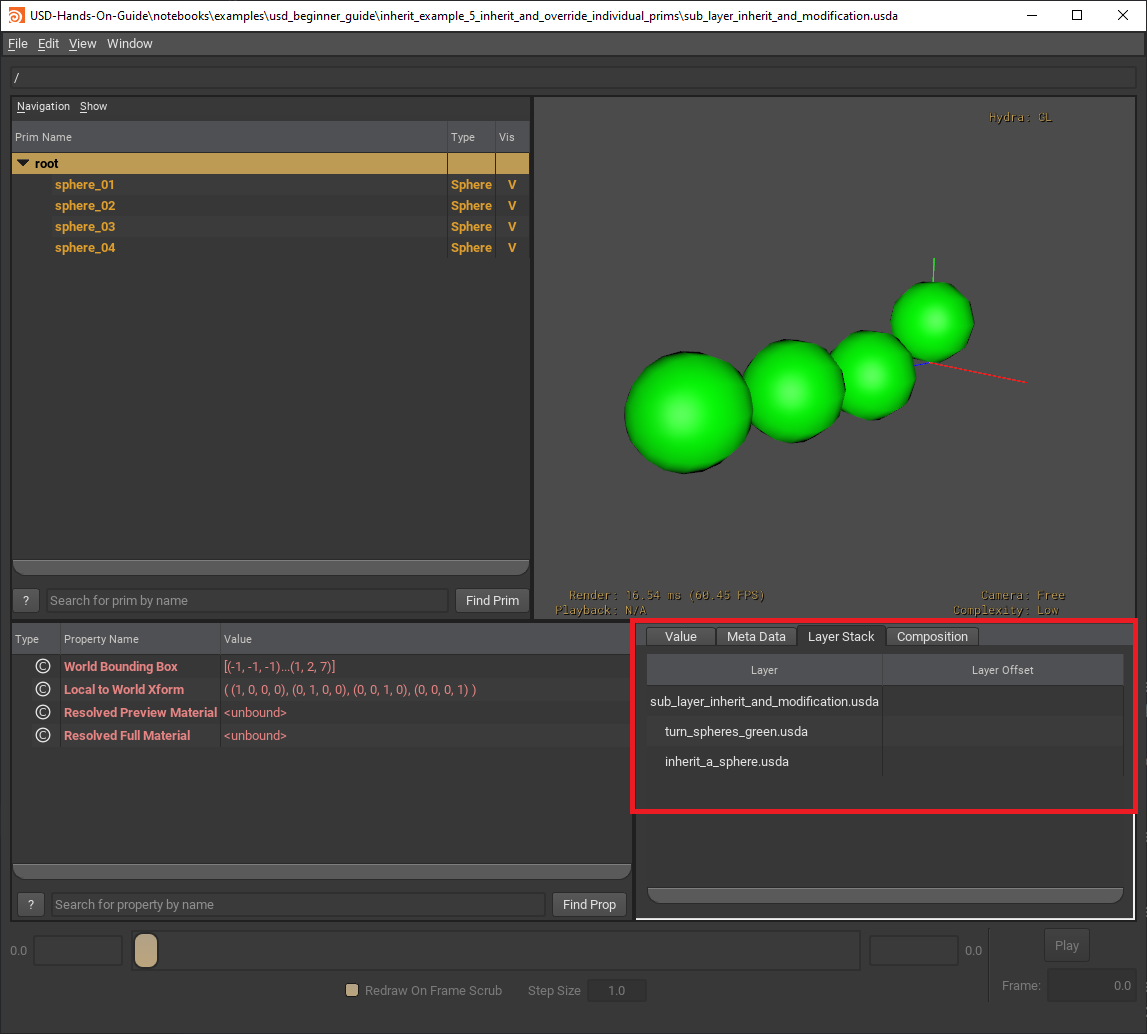 USD-Hands-On-Guide\notebooks\examples\usd_beginner_guide\inherit_example_5_inherit_and_override_individual_prims\sub_layer_inherit_and_modification.usda
File Edit View Window
/
Navigation Show
Prim Name Type Vis
root
sphere_01 Sphere V
sphere_02 Sphere V
sphere_03 Sphere V
sphere_04 Sphere V
? Search for prim by name Find Prim
Hydra: GL
Render: 16.54 ms (60.45 FPS)
Playback: N/A
Camera: Free
Complexity: Low
Type Property Name Value
© World Bounding Box [(-1, -1, -1)...(1, 2, 7)]
© Local to World Xform ( (1, 0, 0, 0), (0, 1, 0, 0), (0, 0, 1, 0), (0, 0, 0, 1) )
© Resolved Preview Material <unbound>
© Resolved Full Material <unbound>
? Search for property by name Find Prop
Value Meta Data Layer Stack Composition
Layer Layer Offset
sub_layer_inherit_and_modification.usda
turn_spheres_green.usda
inherit_a_sphere.usda
0.0 0.0 Play
Redraw On Frame Scrub Step Size 1.0 Frame: 0.0